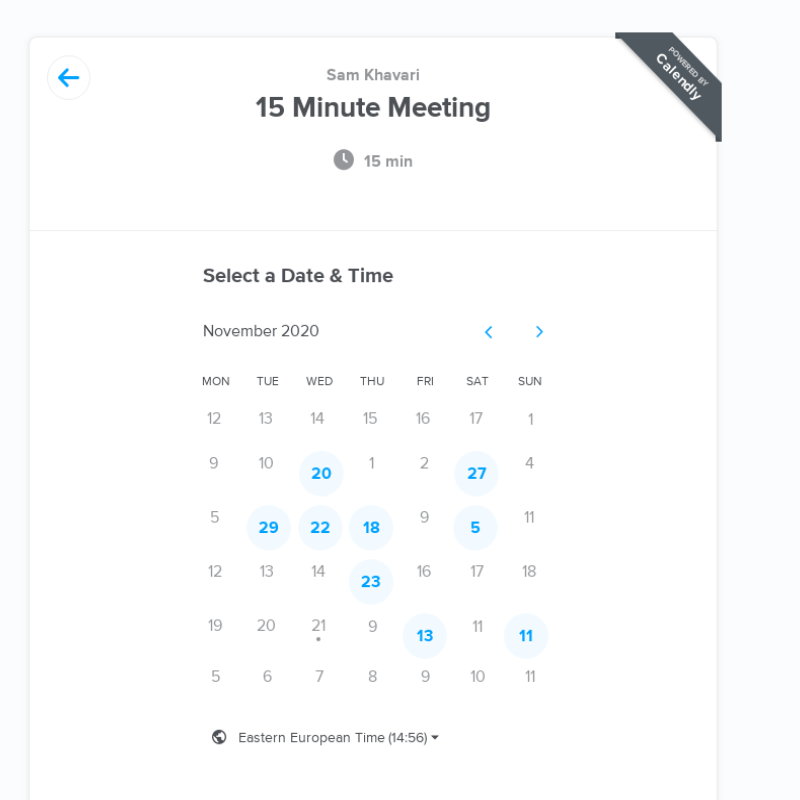 Sam Khavari
15 Minute Meeting
POWERED BY
Calendly
15 min
Select a Date & Time
November 2020
MON TUE WED THU FRI SAT SUN
12 13 14 15 16 17 1
9 10 20 1 2 27 4
5 29 22 18 9 5 11
12 13 14 23 16 17 18
19 20 21 9 13 11 11
5 6 7 8 9 10 11
Eastern European Time (14:56)